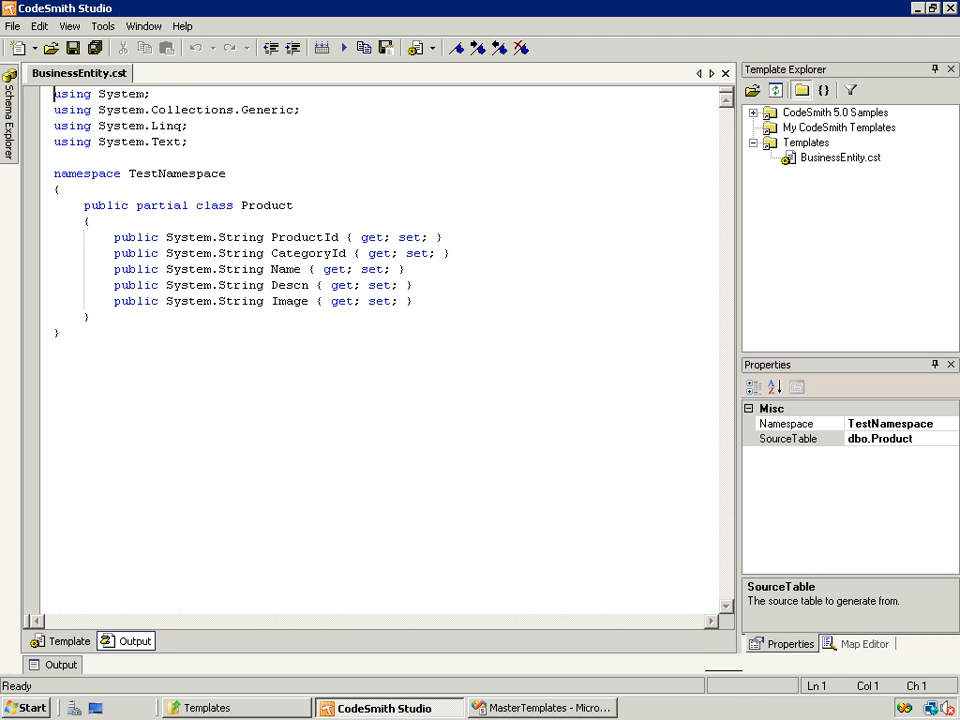 CodeSmith Studio
File Edit View Tools Window Help
BusinessEntity.cst
Schema Explorer
using System;
using System.Collections.Generic;
using System.Linq;
using System.Text;
namespace TestNamespace
{
public partial class Product
{
public System.String ProductId { get; set; }
public System.String CategoryId { get; set; }
public System.String Name { get; set; }
public System.String Descn { get; set; }
public System.String Image { get; set; }
}
}
Template Output
Output
Template Explorer
CodeSmith 5.0 Samples
My CodeSmith Templates
Templates
BusinessEntity.cst
Properties
Misc
Namespace TestNamespace
SourceTable dbo.Product
SourceTable
The source table to generate from.
Properties Map Editor
Ready Ln 1 Col 1 Ch 1
Start Templates CodeSmith Studio MasterTemplates - Micro...